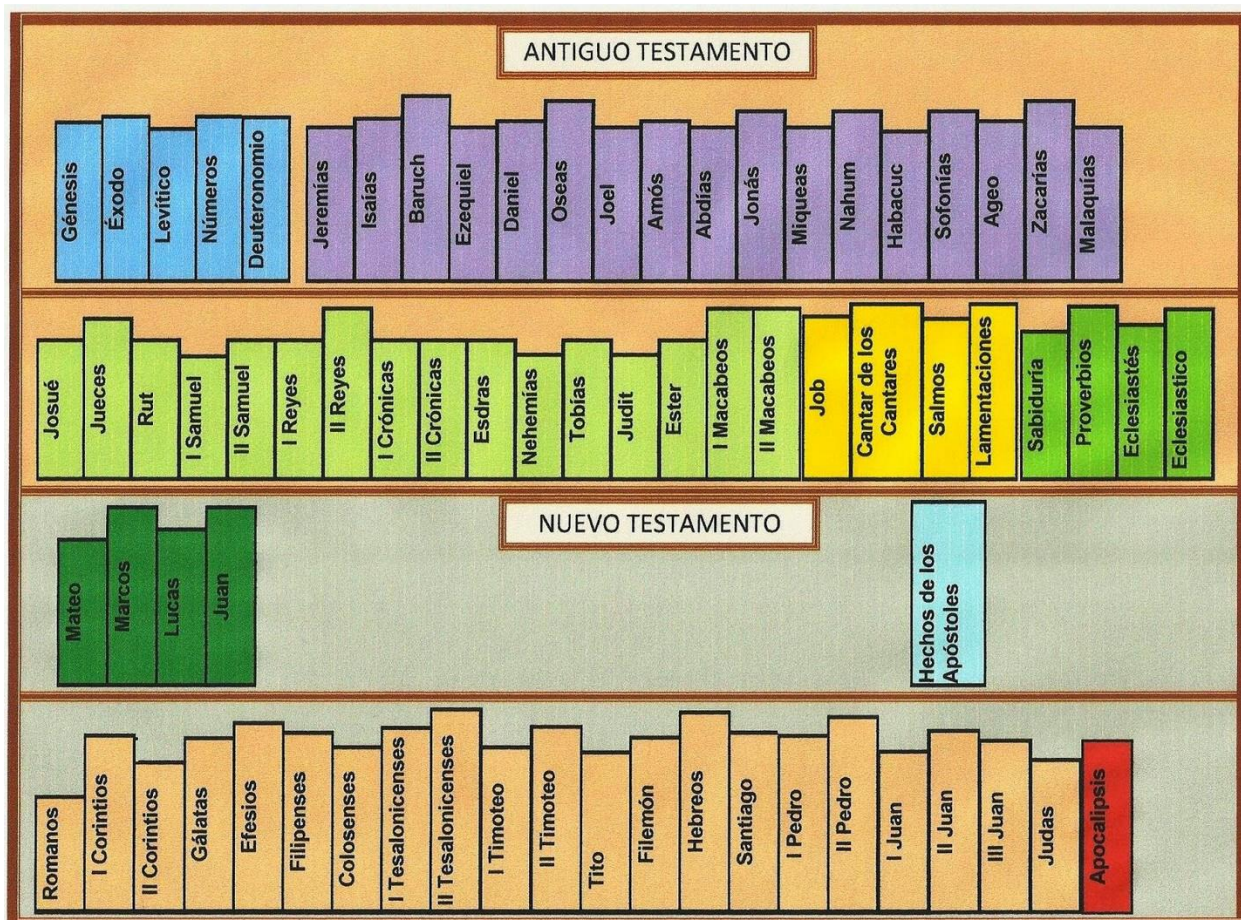 ANTIGUO TESTAMENTO
Génesis
Éxodo
Levítico
Números
Deuteronomio
Jeremías
Isaías
Baruch
Ezequiel
Daniel
Oseas
Joel
Amós
Abdías
Jonás
Miqueas
Nahum
Habacuc
Sofonías
Ageo
Zacarías
Malaquías
Josué
Jueces
Rut
I Samuel
II Samuel
I Reyes
II Reyes
I Crónicas
II Crónicas
Esdras
Nehemías
Tobías
Judit
Ester
I Macabeos
II Macabeos
Job
Cantar de los
Cantares
Salmos
Lamentaciones
Sabiduría
Proverbios
Eclesiastés
Eclesiastico
NUEVO TESTAMENTO
Mateo
Marcos
Lucas
Juan
Hechos de los
Apóstoles
Romanos
I Corintios
II Corintios
Gálatas
Efesios
Filipenses
Colosenses
I Tesalonicenses
II Tesalonicenses
I Timoteo
II Timoteo
Tito
Filemón
Hebreos
Santiago
I Pedro
II Pedro
I Juan
II Juan
III Juan
Judas
Apocalipsis